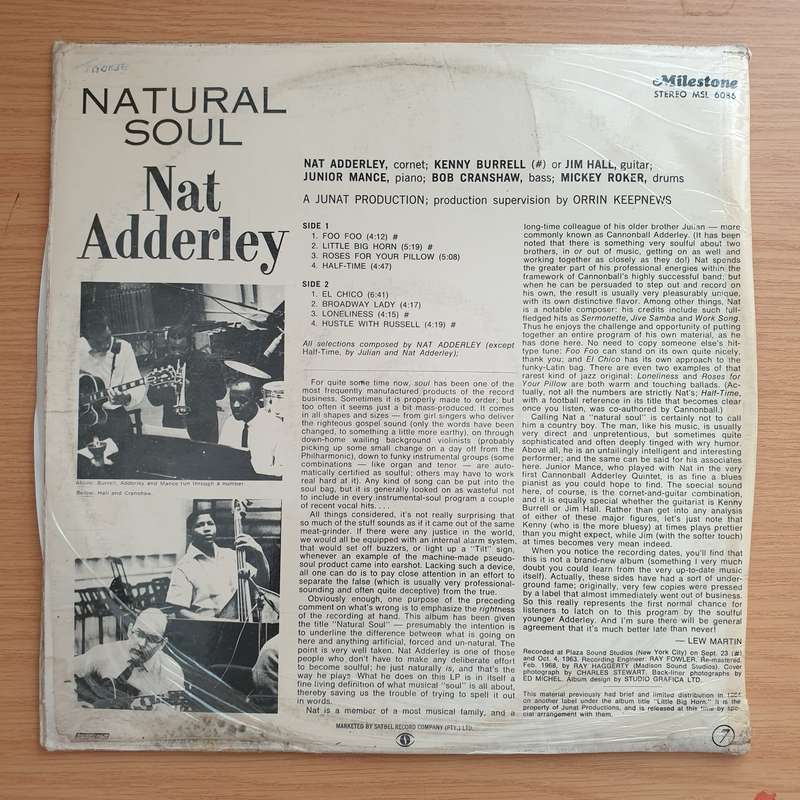 NATURAL
SOUL
Nat
Adderley
Milestone
STEREO MSL 6086
NAT ADDERLEY, cornet; KENNY BURRELL (#) or JIM HALL, guitar;
JUNIOR MANCE, piano; BOB CRANSHAW, bass; MICKEY ROKER, drums
A JUNAT PRODUCTION; production supervision by ORRIN KEEPNEWS
SIDE 1
1. FOO FOO (4:12) #
2. LITTLE BIG HORN (5:19) #
3. ROSES FOR YOUR PILLOW (5:08)
4. HALF-TIME (4:47)
SIDE 2
1. EL CHICO (6:41)
2. BROADWAY LADY (4:17)
3. LONELINESS (4:15) #
4. HUSTLE WITH RUSSELL (4:19) #
All selections composed by NAT ADDERLEY (except
Half-Time, by Julian and Nat Adderley);
For quite some time now, soul has been one of the
most frequently manufactured products of the record
business. Sometimes it is properly made to order; but
too often it seems just a bit mass-produced. It comes
in all shapes and sizes — from girl singers who deliver
the righteous gospel sound (only the words have been
changed, to something a little more earthy), on through
down-home wailing background violinists (probably
picking up some small change on a day off from the
Philharmonic), down to funky instrumental groups (some
combinations — like organ and tenor — are auto-
matically certified as soulful; others may have to work
real hard at it). Any kind of song can be put into the
soul bag, but it is generally looked on as wasteful not
to include in every instrumental-soul program a couple
of recent vocal hits. . . .
All things considered, it's not really surprising that
so much of the stuff sounds as if it came out of the same
meat-grinder. If there were any justice in the world,
we would all be equipped with an internal alarm system,
that would set off buzzers, or light up a "Tilt" sign,
whenever an example of the machine-made pseudo-
soul product came into earshot. Lacking such a device,
all one can do is to pay close attention in an effort to
separate the false (which is usually very professional-
sounding and often quite deceptive) from the true.
Obviously enough, one purpose of the preceding
comment on what's wrong is to emphasize the rightness
of the recording at hand. This album has been given
the title "Natural Soul" — presumably the intention is
to underline the difference between what is going on
here and anything artificial, forced and un-natural. The
point is very well taken. Nat Adderley is one of those
people who don't have to make any deliberate effort
to become soulful; he just naturally is, and that's the
way he plays. What he does on this LP is in itself a
fine living definition of what musical "soul" is all about,
thereby saving us the trouble of trying to spell it out
in words.
Nat is a member of a most musical family, and a
long-time colleague of his older brother Julian — more
commonly known as Cannonball Adderley. (It has been
noted that there is something very soulful about two
brothers, in or out of music, getting on as well and
working together as closely as they do!) Nat spends
the greater part of his professional energies within the
framework of Cannonball's highly successful band; but
when he can be persuaded to step out and record on
his own, the result is usually very pleasurably unique,
with its own distinctive flavor. Among other things, Nat
is a notable composer: his credits include such full-
fledged hits as Sermonette, Jive Samba and Work Song.
Thus he enjoys the challenge and opportunity of putting
together an entire program of his own material, as he
has done here. No need to copy someone else's hit-
type tune: Foo Foo can stand on its own quite nicely,
thank you; and El Chico has its own approach to the
funky-Latin bag. There are even two examples of that
rarest kind of jazz original: Loneliness and Roses for
Your Pillow are both warm and touching ballads. (Ac-
tually, not all the numbers are strictly Nat's; Half-Time,
with a football reference in its title that becomes clear
once you listen, was co-authored by Cannonball.)
Calling Nat a "natural soul" is certainly not to call
him a country boy. The man, like his music, is usually
very direct and unpretentious, but sometimes quite
sophisticated and often deeply tinged with wry humor.
Above all, he is an unfailingly intelligent and interesting
performer; and the same can be said for his associates
here. Junior Mance, who played with Nat in the very
first Cannonball Adderley Quintet, is as fine a blues
pianist as you could hope to find. The special sound
here, of course, is the cornet-and-guitar combination,
and it is equally special whether the guitarist is Kenny
Burrell or Jim Hall. Rather than get into any analysis
of either of these major figures, let's just note that
Kenny (who is the more bluesy) at times plays prettier
than you might expect, while Jim (with the softer touch)
at times becomes very mean indeed.
When you notice the recording dates, you'll find that
this is not a brand-new album (something I very much
doubt you could learn from the very up-to-date music
itself). Actually, these sides have had a sort of under-
ground fame; originally, very few copies were pressed
by a label that almost immediately went out of business.
So this really represents the first normal chance for
listeners to latch on to this program by the soulful
younger Adderley. And I'm sure there will be general
agreement that it's much better late than never!
— LEW MARTIN
Recorded at Plaza Sound Studios (New York City) on Sept. 23 (#)
and Oct. 4, 1963. Recording Engineer: RAY FOWLER. Re-mastered,
Feb. 1968, by RAY HAGGERTY (Madison Sound Studios). Cover
photograph by CHARLES STEWART. Back-liner photographs by
ED MICHEL. Album design by STUDIO GRAFICA LTD.
This material previously had brief and limited distribution in
on another label under the album title "Little Big Horn." It is the
property of Junat Productions, and is released at this time by spe-
cial arrangement with them.
Above: Burrell, Adderley and Mance run through a number.
Below: Hall and Cranshaw.
MARKETED BY SATBEL RECORD COMPANY (PTY.) LTD.
7